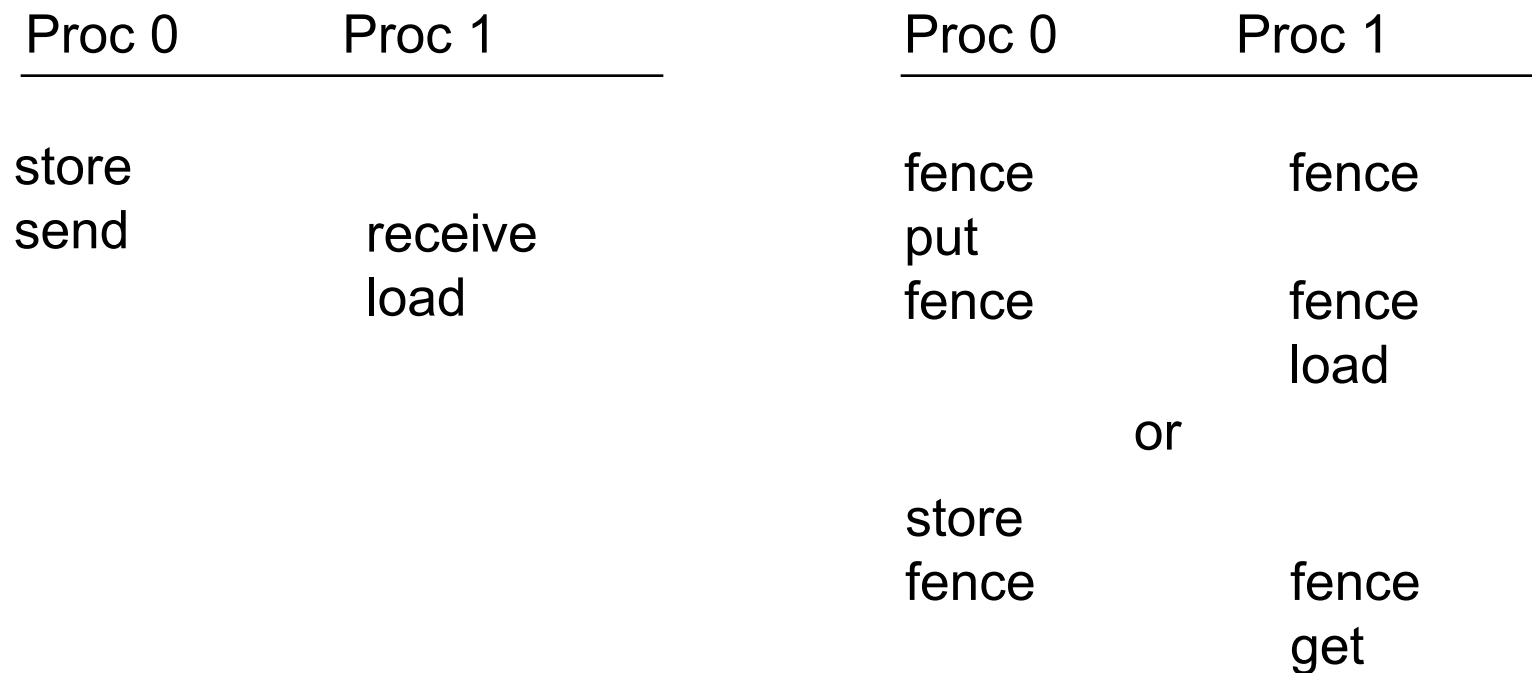 Proc 0 Proc 1
store
send receive
load
Proc 0 Proc 1
fence fence
put
fence fence
load
or
store
fence fence
get